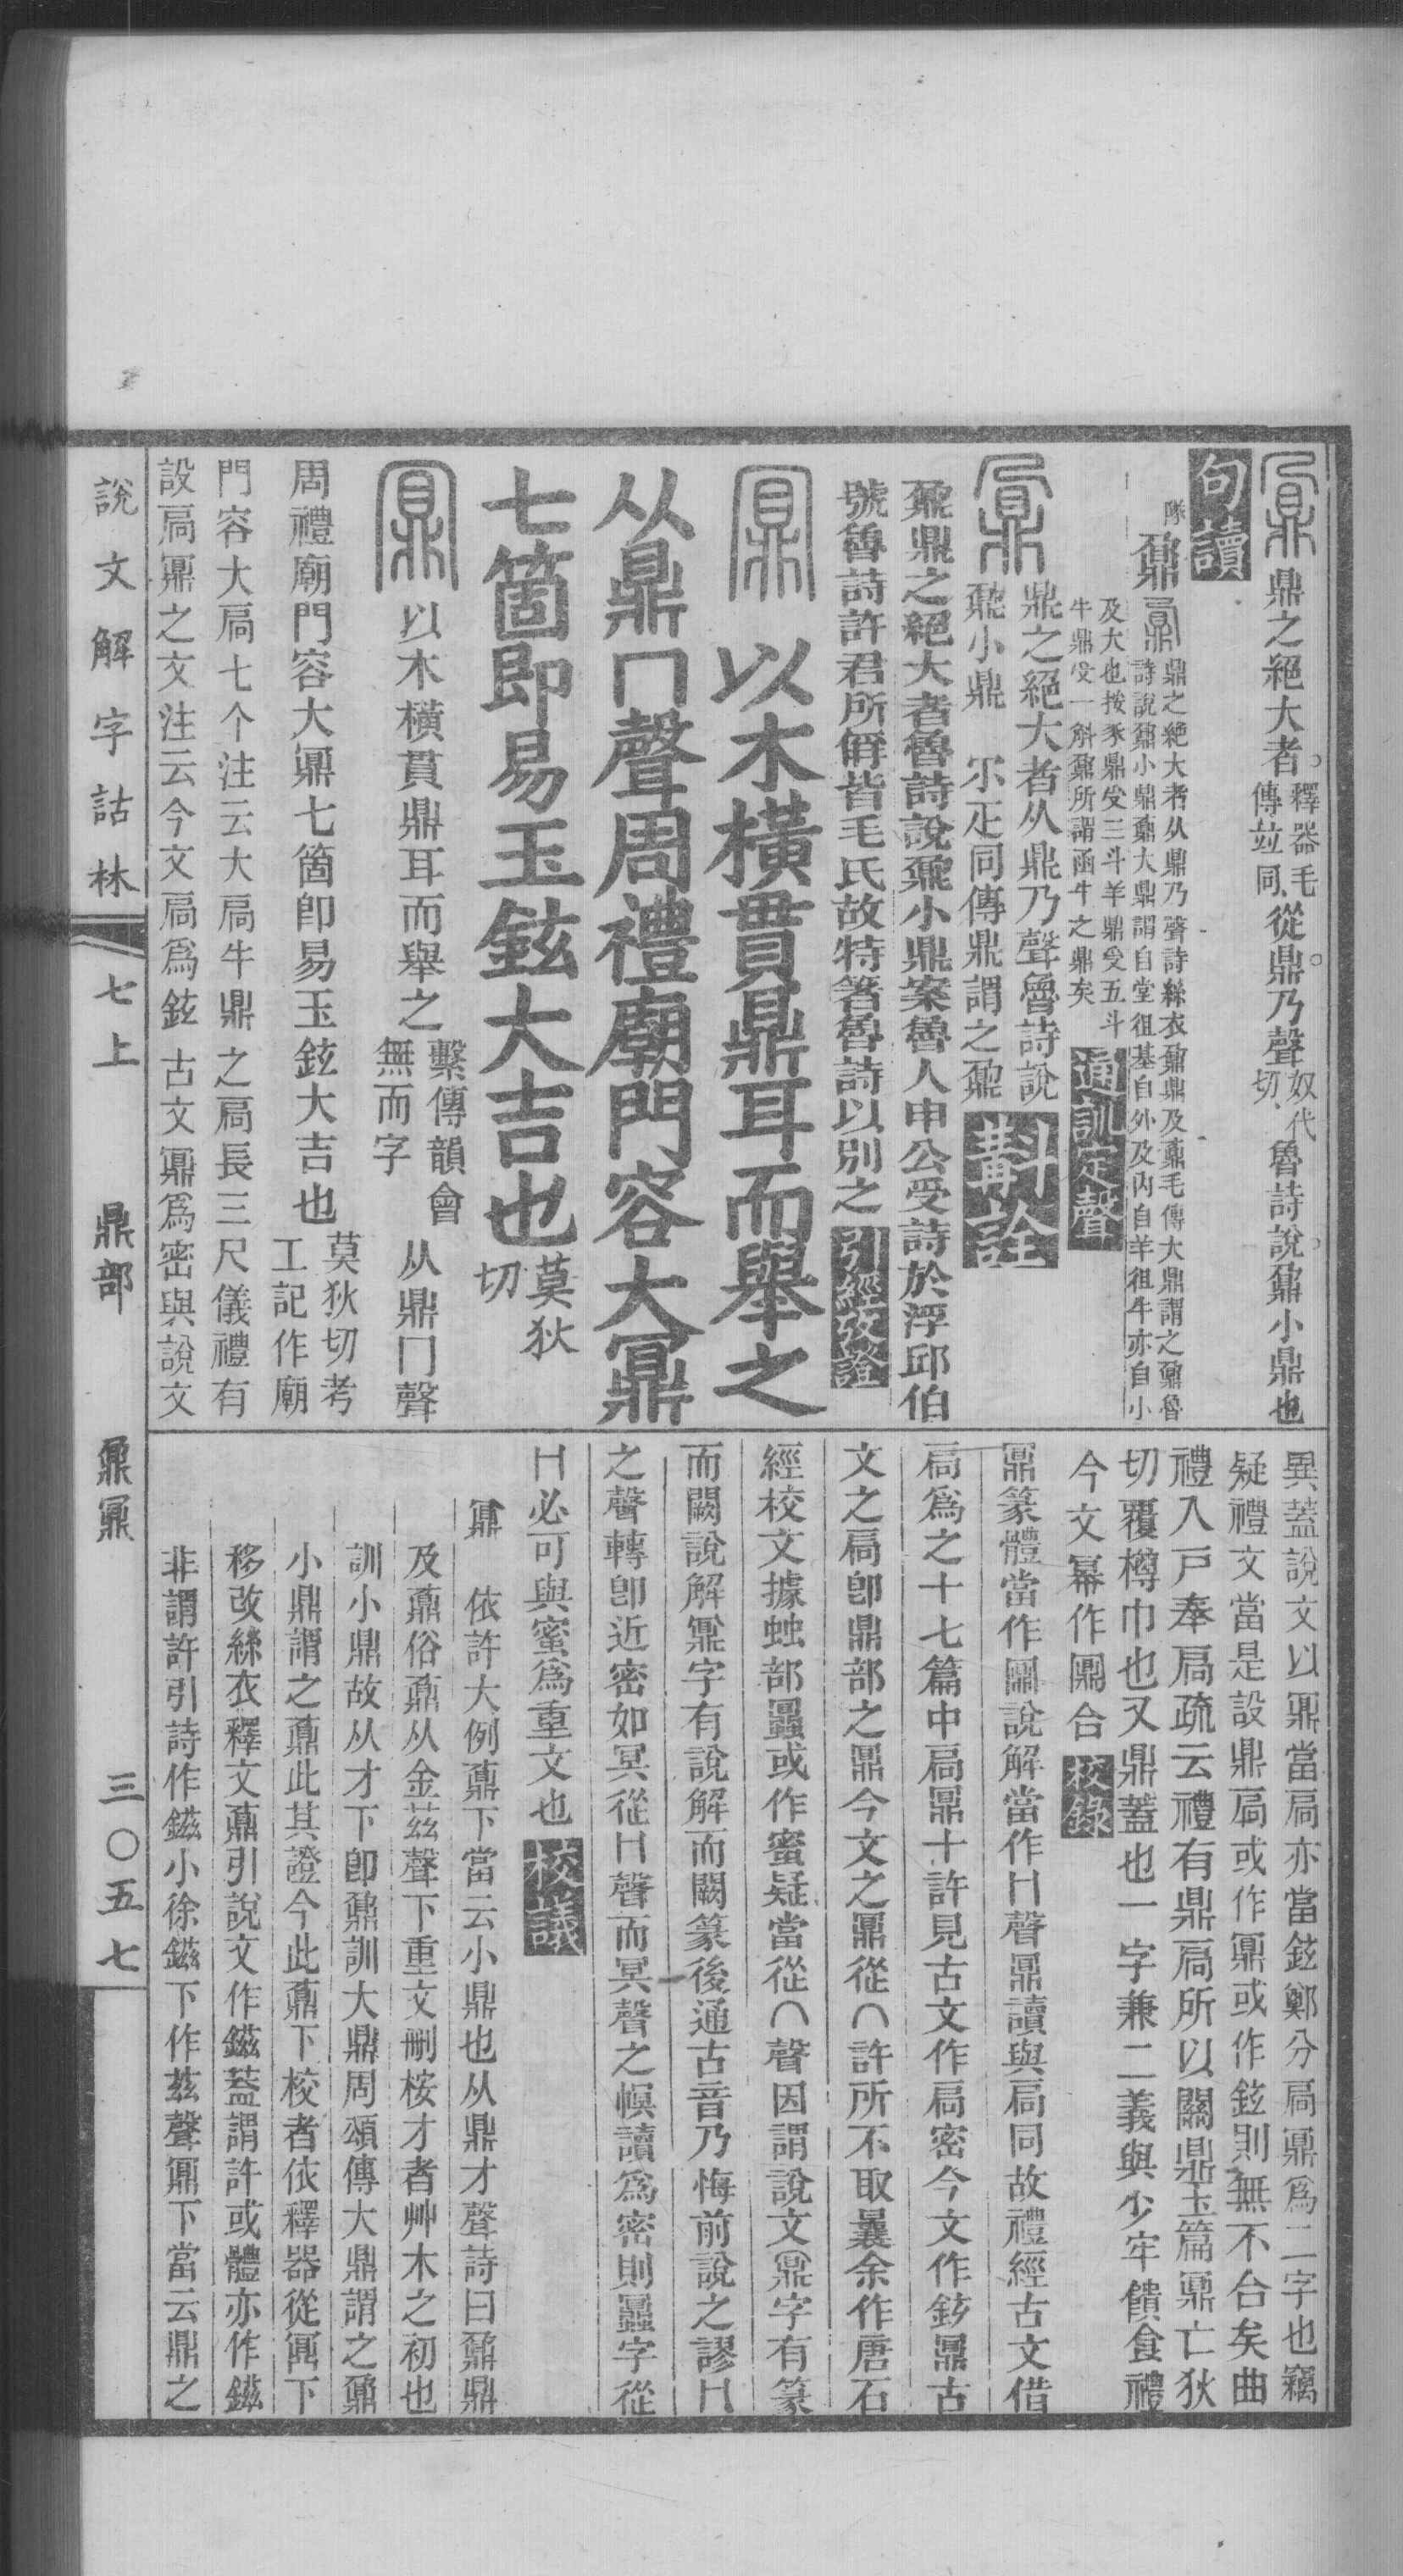 鼐鼎之絕大者釋器毛傳竝同從鼎乃聲奴代切魯詩說鼐小鼎也
句讀
鼐鼎之絕大者从鼎乃聲詩絲衣鼐鼎及鼒毛傳大鼎謂之鼐魯
詩說鼐小鼎鼒大鼎謂自堂徂基自外及內自羊徂牛亦自小
及大也按豕鼎受三斗羊鼎受五斗
牛鼎受一斛鼐所謂函牛之鼎矣通訓定聲
鼐鼎之絕大者从鼎乃聲魯詩說
鼐小鼎 尒疋同傳鼎謂之鼐斠詮
鼐鼎之絕大者魯詩說鼐小鼎案魯人申公受詩於浮邱伯
號魯詩許君所偁皆毛氏故特箸魯詩以別之引經攷證
鼏以木橫貫鼎耳而舉之
从鼎冂聲周禮廟門容大鼏
七箇即易玉鉉大吉也莫狄切
鼏以木橫貫鼎耳而舉之繫傳韻會無而字从鼎冂聲
周禮廟門容大鼏七箇卽易玉鉉大吉也莫狄切考工記作廟
門容大扃七个注云大扃牛鼎之扃長三尺儀禮有
設扃鼏之文注云今文扃爲鉉古文鼏爲密與說文
異蓋說文以鼏當扃亦當鉉鄭分扃鼏爲二字也竊
疑禮文當是設鼎扃或作鼏或作鉉則無不合矣曲
禮入戶奉扃疏云禮有鼎扃所以關鼎玉篇鼏亡狄
切覆樽巾也又鼎蓋也一字兼二義與少牢饋食禮
今文冪作鼏合校錄
鼏篆體當作鼏說解當作冂聲鼏讀與扃同故禮經古文借
扃爲之十七篇中扃鼏十許見古文作扃密今文作鉉鼏古
文之扃卽鼎部之鼏今文之鼏從冖許所不取曩余作唐石
經校文據䖵部蠠或作蜜疑當從冖聲因謂說文鼏字有篆
而闕說解鼏字有說解而闕篆後通古音乃悔前說之謬冂
之聲轉卽近密如冥從冂聲而冥聲之幎讀爲密則蠠字從
冂必可與蜜爲重文也校議
鼏 依許大例鼒下當云小鼎也从鼎才聲詩曰鼐鼎
及鼒俗鼒从金茲聲下重文刪桉才者艸木之初也
訓小鼎故从才下卽鼐訓大鼎周頌傳大鼎謂之鼐
小鼎謂之鼒此其證今此鼒下校者依釋器從圜下
移改絲衣釋文鼒引說文作鎡葢謂許或體亦作鎡
非謂許引詩作鎡小徐鎡下作茲聲鼏下當云鼎之
說文解字詁林 七上 鼎部 鼐鼏 三〇五七